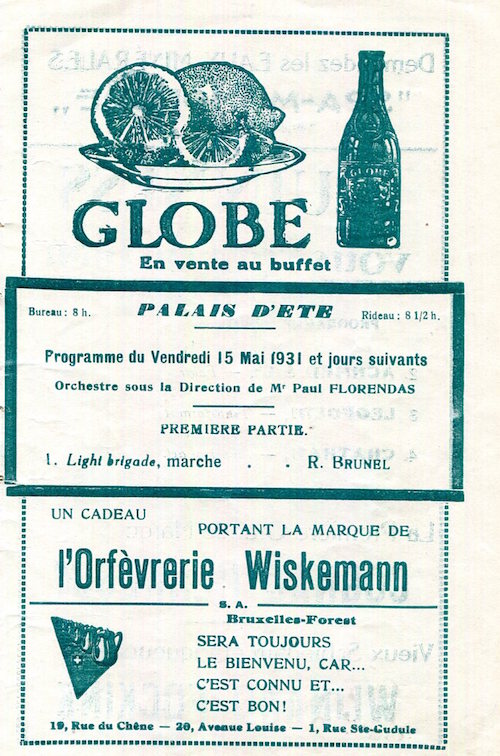 GLOBE
GLOBE
En vente au buffet
Bureau : 8 h.
PALAIS D'ETE
Rideau : 8 1/2 h.
Programme du Vendredi 15 Mai 1931 et jours suivants
Orchestre sous la Direction de Mr Paul FLORENDAS
PREMIERE PARTIE.
1. Light brigade, marche . . R. BRUNEL
UN CADEAU
PORTANT LA MARQUE DE
l'Orfèvrerie Wiskemann
S. A.
Bruxelles-Forest
SERA TOUJOURS
LE BIENVENU, CAR...
C'EST CONNU ET...
C'EST BON!
19, Rue du Chêne — 20, Avenue Louise — 1, Rue Ste-Gudule